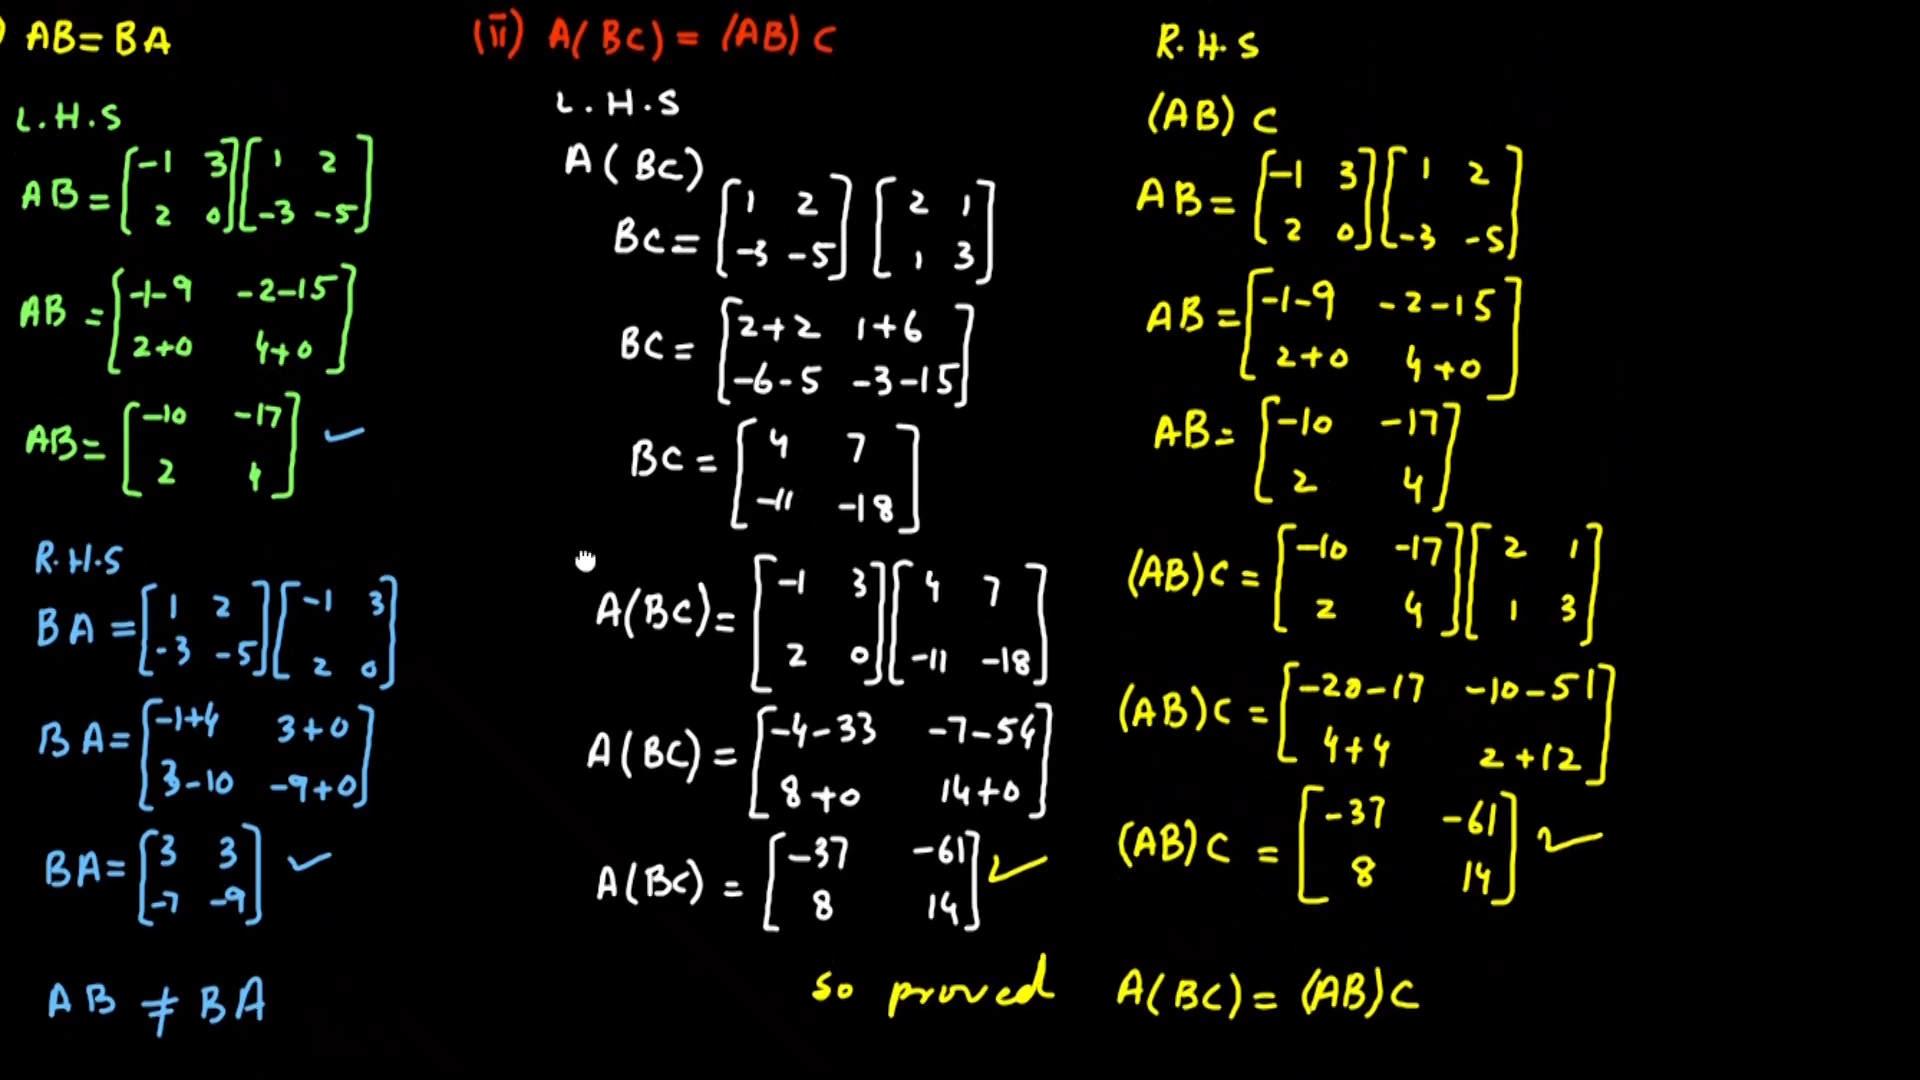 ) AB=BA
L.H.S
AB = [-1 3][1 2]
[2 0][-3 -5]
AB = [-1-9 -2-15]
[2+0 4+0]
AB = [-10 -17] ✓
[2 4]
R.H.S
BA = [1 2][-1 3]
[-3 -5][2 0]
BA = [-1+4 3+0]
[3-10 -9+0]
BA = [3 3] ✓
[-7 -9]
AB ≠ BA
(ii) A(BC) = (AB)C
L.H.S
A(BC)
BC = [1 2][2 1]
[-3 -5][1 3]
BC = [2+2 1+6]
[-6-5 -3-15]
BC = [4 7]
[-11 -18]
A(BC) = [-1 3][4 7]
[2 0][-11 -18]
A(BC) = [-4-33 -7-54]
[8+0 14+0]
A(BC) = [-37 -61] ✓
[8 14]
R.H.S
(AB)C
AB = [-1 3][1 2]
[2 0][-3 -5]
AB = [-1-9 -2-15]
[2+0 4+0]
AB = [-10 -17]
[2 4]
(AB)C = [-10 -17][2 1]
[2 4][1 3]
(AB)C = [-20-17 -10-51]
[4+4 2+12]
(AB)C = [-37 -61] ✓
[8 14]
so proved A(BC) = (AB)C